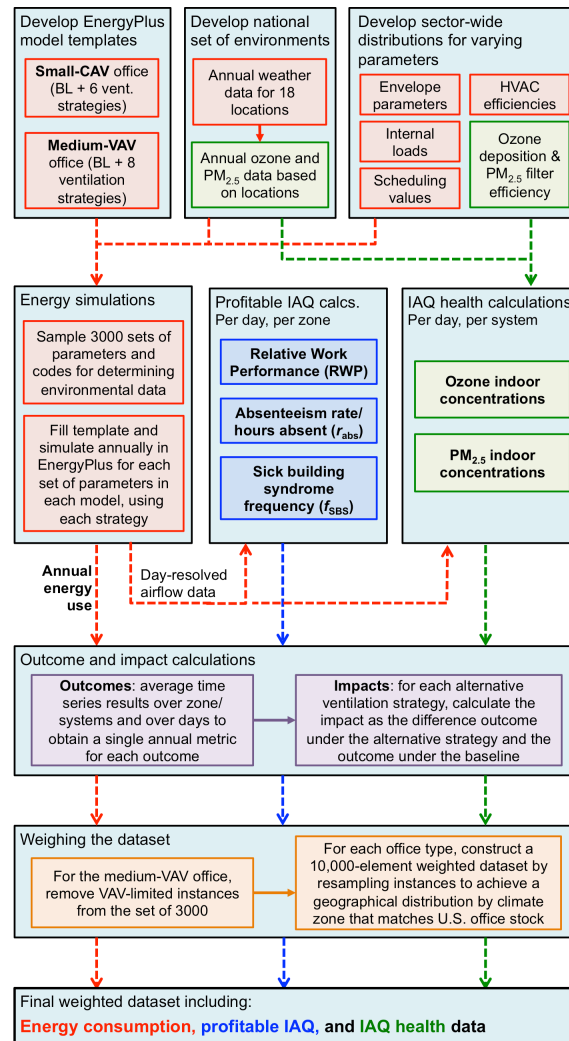 Develop EnergyPlus
model templates
Small-CAV office
(BL + 6 vent.
strategies)
Medium-VAV
office (BL + 8
ventilation
strategies)
Develop national
set of environments
Annual weather
data for 18
locations
Annual ozone and
PM2.5 data based
on locations
Develop sector-wide
distributions for varying
parameters
Envelope
parameters
HVAC
efficiencies
Internal
loads
Scheduling
values
Ozone
deposition &
PM2.5 filter
efficiency
Energy simulations
Sample 3000 sets of
parameters and
codes for determining
environmental data
Fill template and
simulate annually in
EnergyPlus for each
set of parameters in
each model, using
each strategy
Profitable IAQ calcs.
Per day, per zone
Relative Work
Performance (RWP)
Absenteeism rate/
hours absent (rabs)
Sick building
syndrome
frequency (fSBS)
IAQ health calculations
Per day, per system
Ozone indoor
concentrations
PM2.5 indoor
concentrations
Annual
energy
use
Day-resolved
airflow data
Outcome and impact calculations
Outcomes: average time
series results over zone/
systems and over days to
obtain a single annual metric
for each outcome
Impacts: for each alternative
ventilation strategy, calculate the
impact as the difference outcome
under the alternative strategy and the
outcome under the baseline
Weighing the dataset
For the medium-VAV office,
remove VAV-limited instances
from the set of 3000
For each office type, construct a
10,000-element weighted dataset by
resampling instances to achieve a
geographical distribution by climate
zone that matches U.S. office stock
Final weighted dataset including:
Energy consumption, profitable IAQ, and IAQ health data